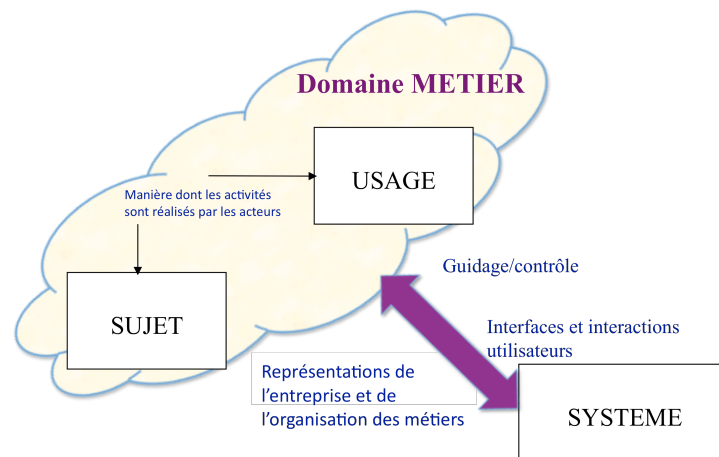 Domaine METIER
USAGE
Manière dont les activités
sont réalisés par les acteurs
SUJET
Guidage/contrôle
Interfaces et interactions
utilisateurs
Représentations de
l'entreprise et de
l'organisation des métiers
SYSTEME